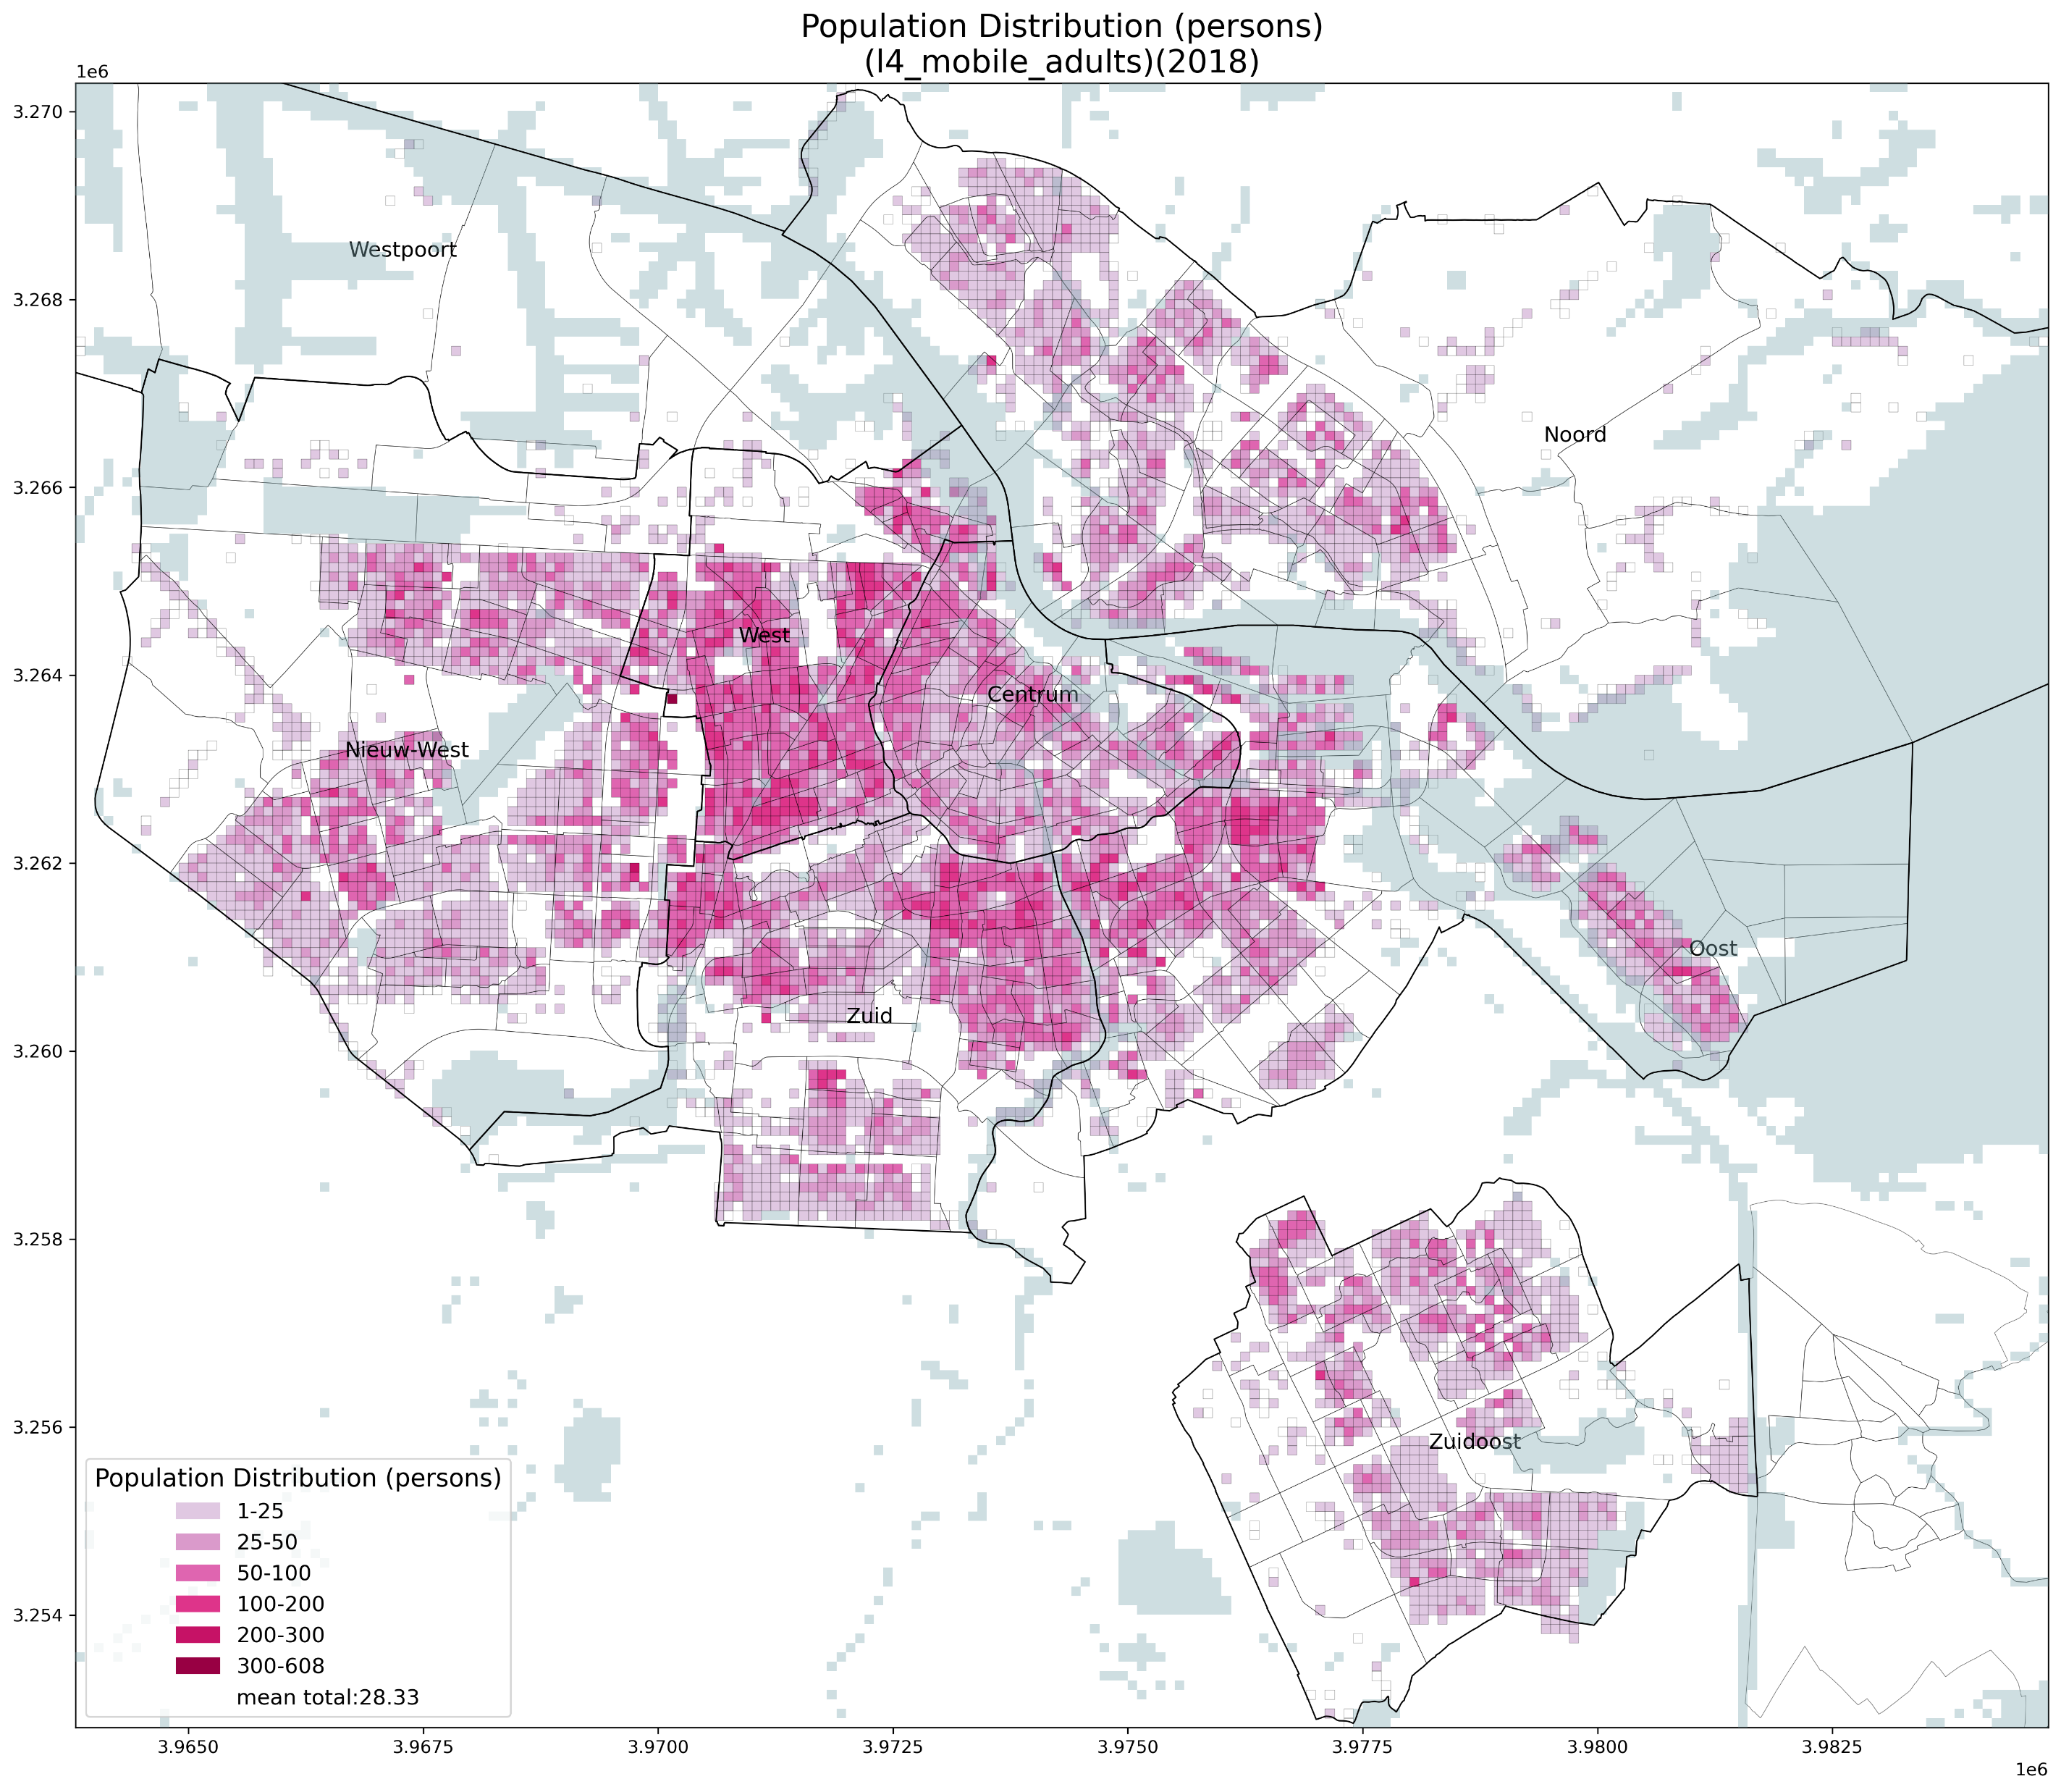 Population Distribution (persons)
(l4_mobile_adults)(2018)
1e6
3.270
3.268
3.266
3.264
3.262
3.260
3.258
3.256
3.254
Westpoort
Noord
West
Centrum
Nieuw-West
Oost
Zuid
Zuidoost
Population Distribution (persons)
1-25
25-50
50-100
100-200
200-300
300-608
mean total:28.33
3.9650
3.9675
3.9700
3.9725
3.9750
3.9775
3.9800
3.9825
1e6